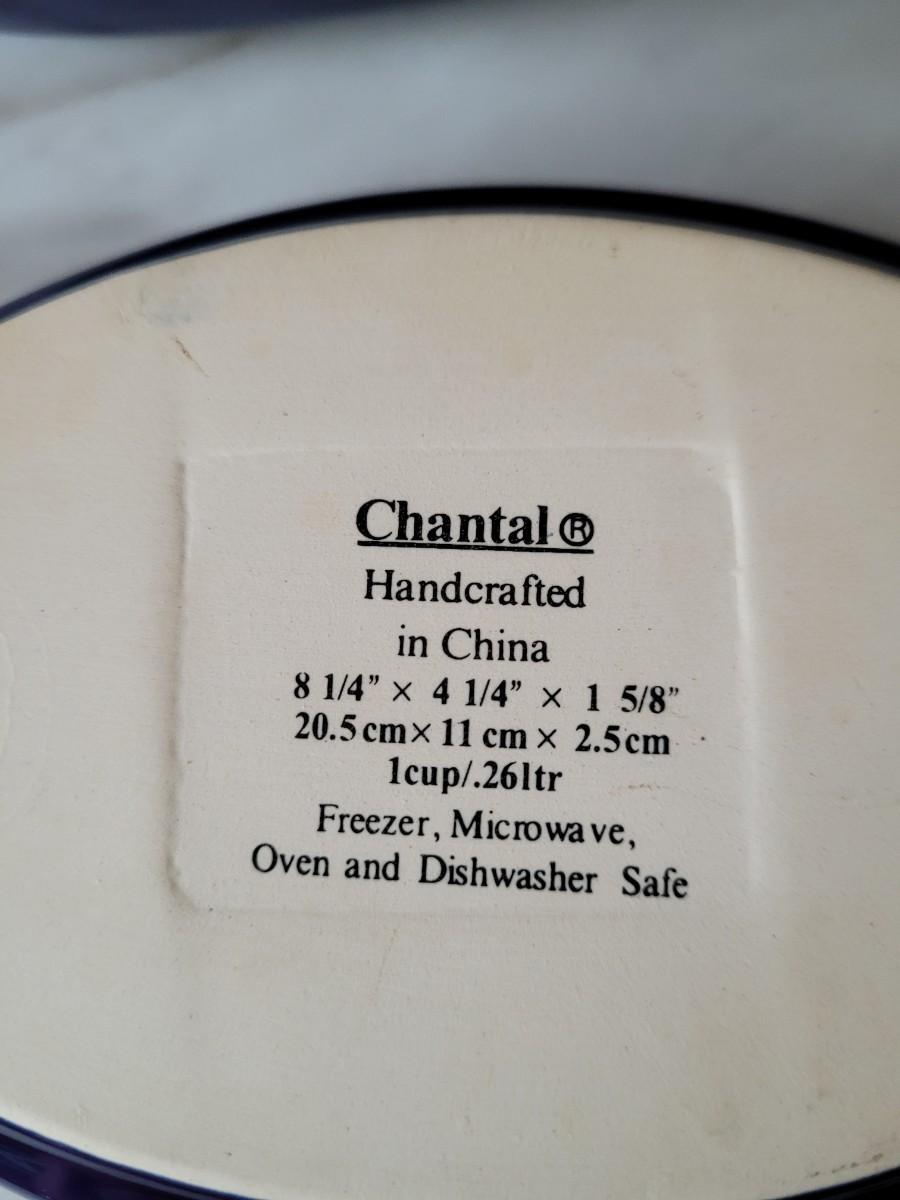 Chantal®
Handcrafted
in China
8 1/4” × 4 1/4” × 1 5/8”
20.5cm×11 cm × 2.5cm
1cup/.26ltr
Freezer, Microwave,
Oven and Dishwasher Safe